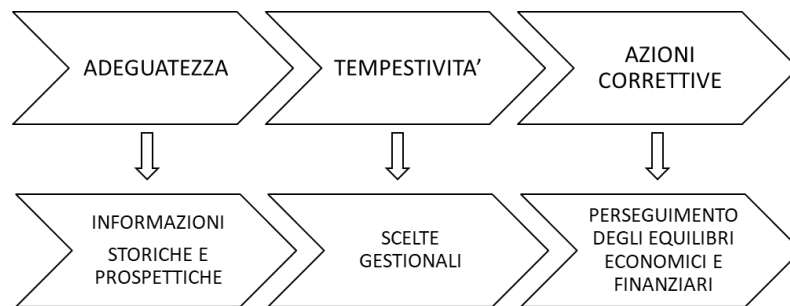 ADEGUATEZZA
TEMPESTIVITA’
AZIONI
CORRETTIVE
INFORMAZIONI
STORICHE E
PROSPETTICHE
SCELTE
GESTIONALI
PERSEGUIMENTO
DEGLI EQUILIBRI
ECONOMICI E
FINANZIARI